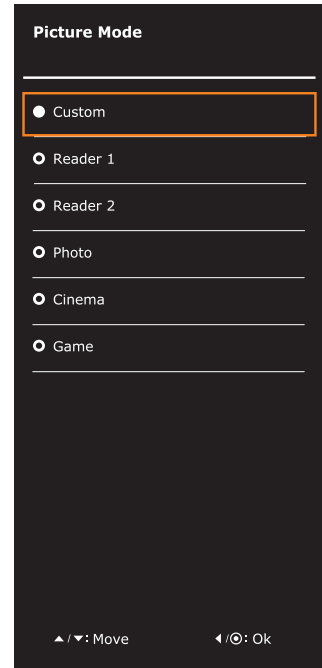 Picture Mode
Custom
Reader 1
Reader 2
Photo
Cinema
Game
▲/▼: Move ◀/◉: Ok